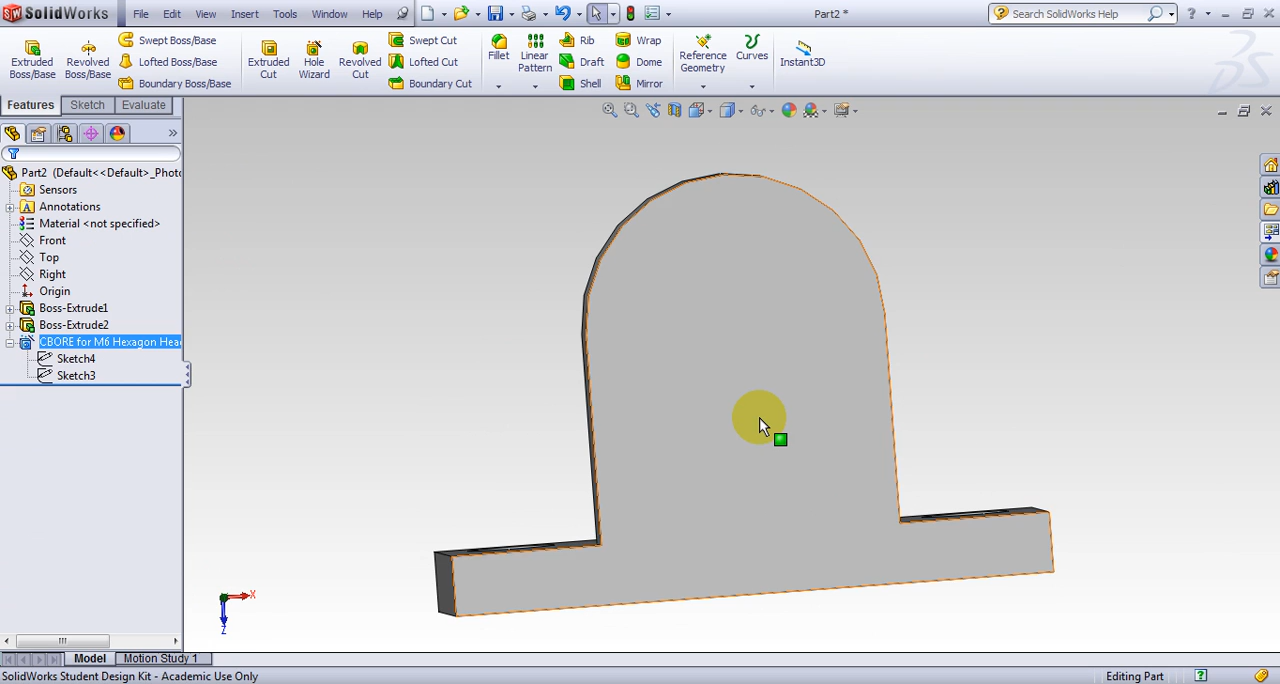 SolidWorks File Edit View Insert Tools Window Help Part2 * Search SolidWorks Help
Extruded Boss/Base
Revolved Boss/Base
Swept Boss/Base
Lofted Boss/Base
Boundary Boss/Base
Extruded Cut
Hole Wizard
Revolved Cut
Swept Cut
Lofted Cut
Boundary Cut
Fillet
Linear Pattern
Rib
Draft
Shell
Wrap
Dome
Mirror
Reference Geometry
Curves
Instant3D
Features Sketch Evaluate
Part2 (Default<<Default>_Photo
Sensors
Annotations
Material <not specified>
Front
Top
Right
Origin
Boss-Extrude1
Boss-Extrude2
CBORE for M6 Hexagon Head
Sketch4
Sketch3
X
Z
Model Motion Study 1
SolidWorks Student Design Kit - Academic Use Only Editing Part